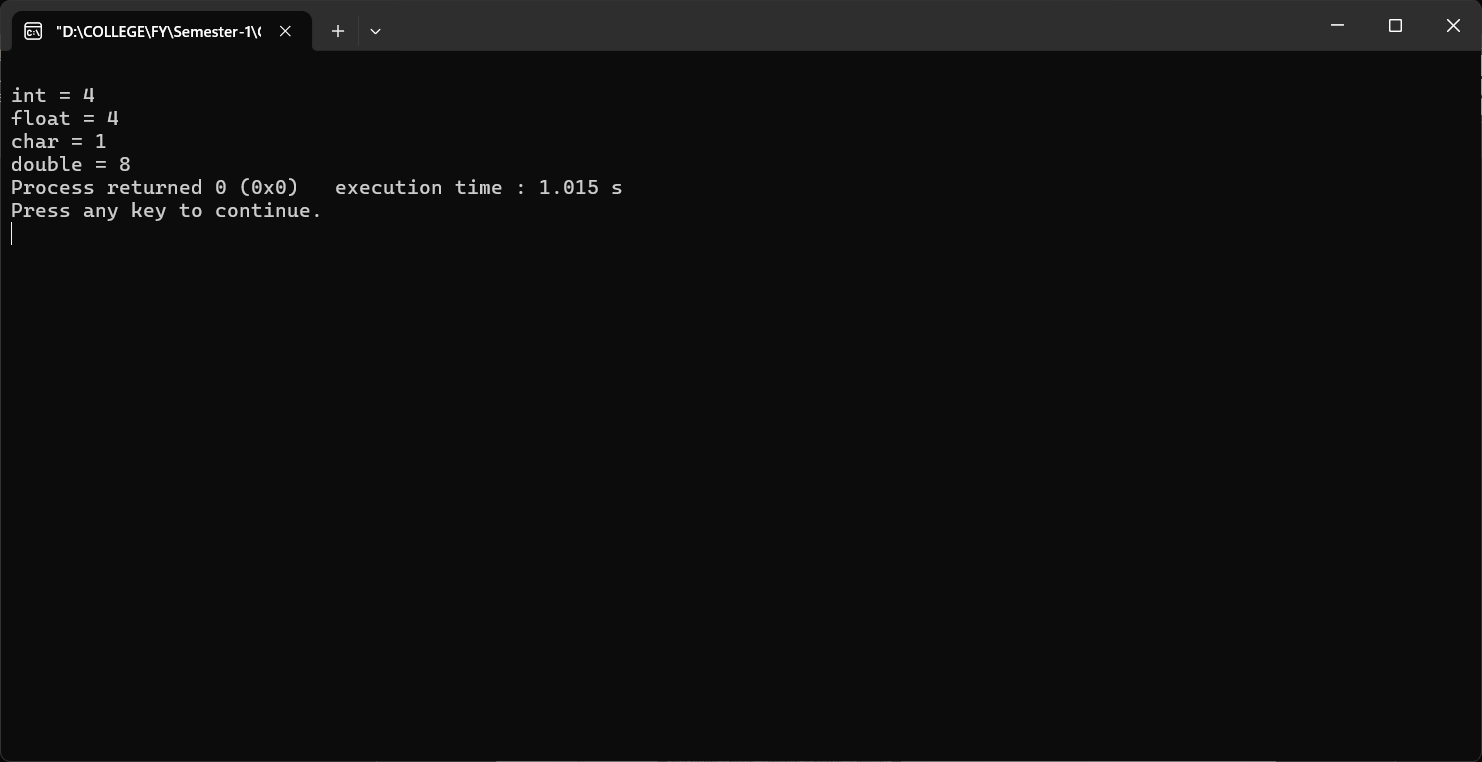 "D:\COLLEGE\FY\Semester-1\
int = 4
float = 4
char = 1
double = 8
Process returned 0 (0x0)   execution time : 1.015 s
Press any key to continue.